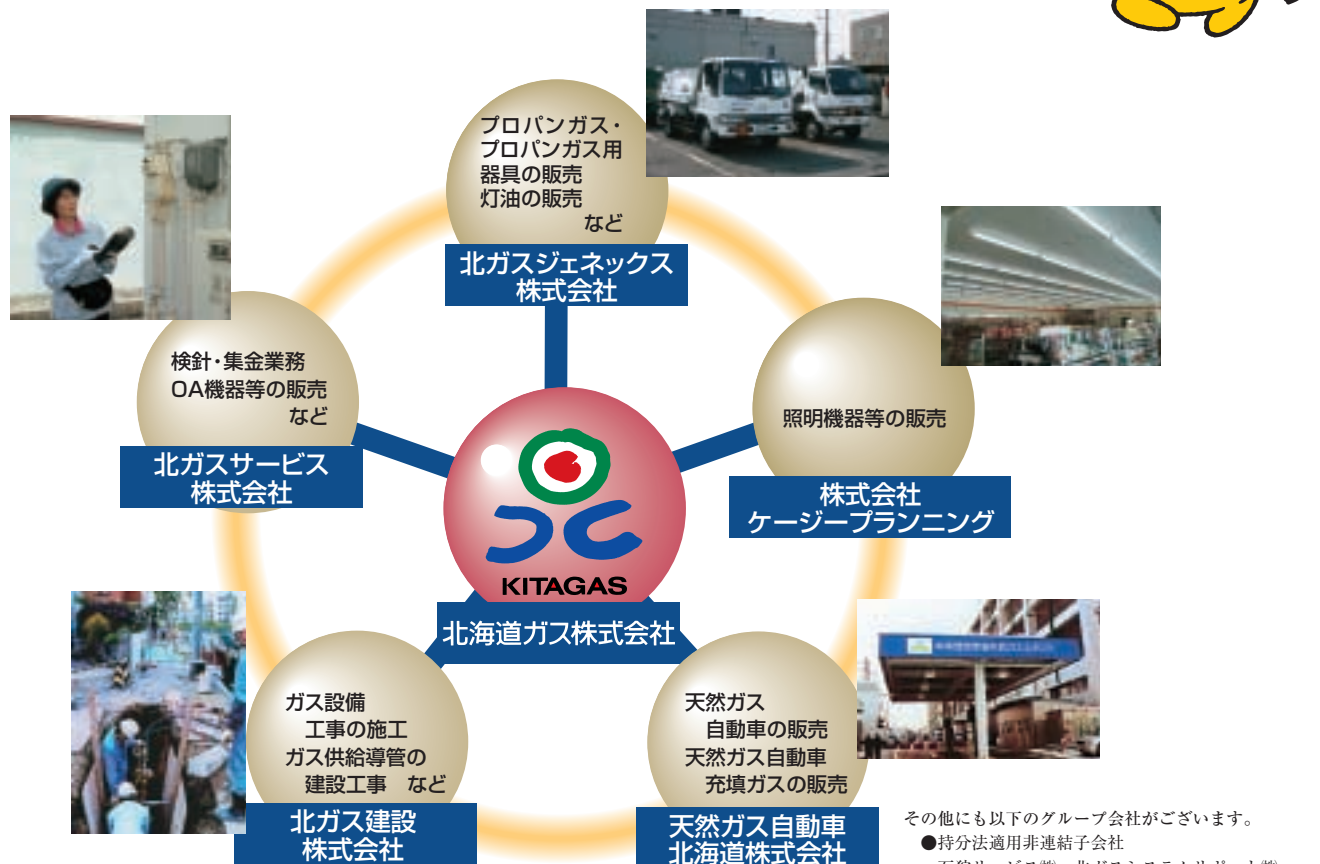 プロパンガス・
プロパンガス用
器具の販売
灯油の販売
など
北ガスジェネックス
株式会社
検針・集金業務
OA機器等の販売
など
北ガスサービス
株式会社
照明機器等の販売
株式会社
ケージープランニング
KITAGAS
北海道ガス株式会社
ガス設備
工事の施工
ガス供給導管の
建設工事 など
北ガス建設
株式会社
天然ガス
自動車の販売
天然ガス自動車
充填ガスの販売
天然ガス自動車
北海道株式会社
その他にも以下のグループ会社がございます。
●持分法適用非連結子会社